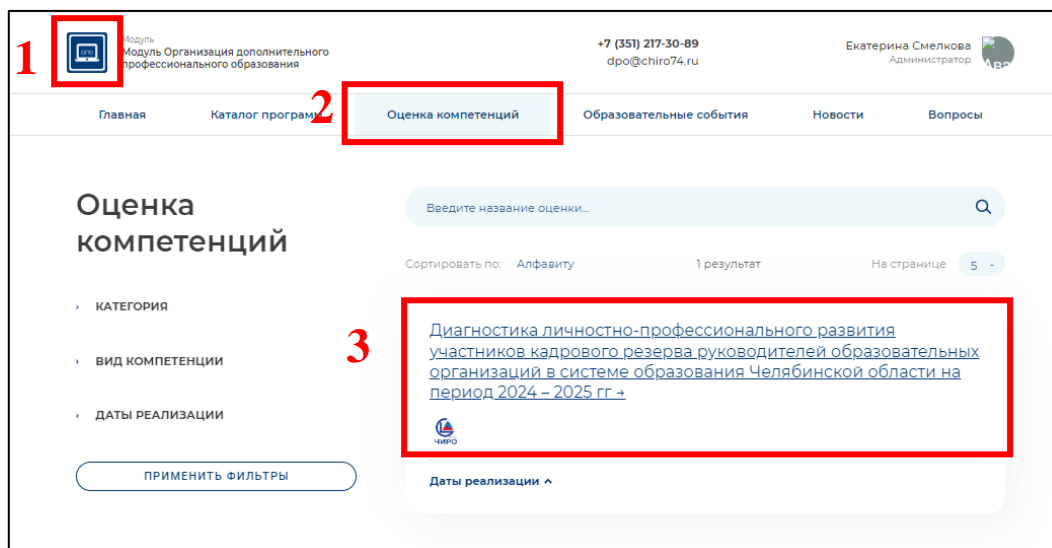 1
Модуль
Модуль Организация дополнительного
профессионального образования
+7 (351) 217-30-89
dpo@chiro74.ru
Екатерина Смелкова
Администратор
Ава
2
Главная Каталог программ Оценка компетенций Образовательные события Новости Вопросы
Оценка
компетенций
Введите название оценки...
Сортировать по: Алфавиту 1 результат На странице 5
КАТЕГОРИЯ
ВИД КОМПЕТЕНЦИИ
ДАТЫ РЕАЛИЗАЦИИ
ПРИМЕНИТЬ ФИЛЬТРЫ
3
Диагностика личностно-профессионального развития
участников кадрового резерва руководителей образовательных
организаций в системе образования Челябинской области на
период 2024 – 2025 гг →
ЧИРО
Даты реализации